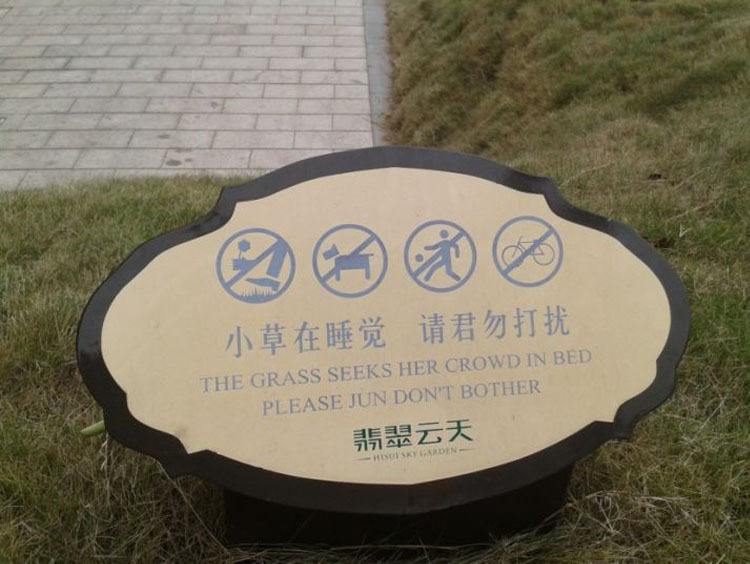 小草在睡觉 请君勿打扰
THE GRASS SEEKS HER CROWD IN BED
PLEASE JUN DON'T BOTHER
翡翠云天
HISUI SKY GARDEN